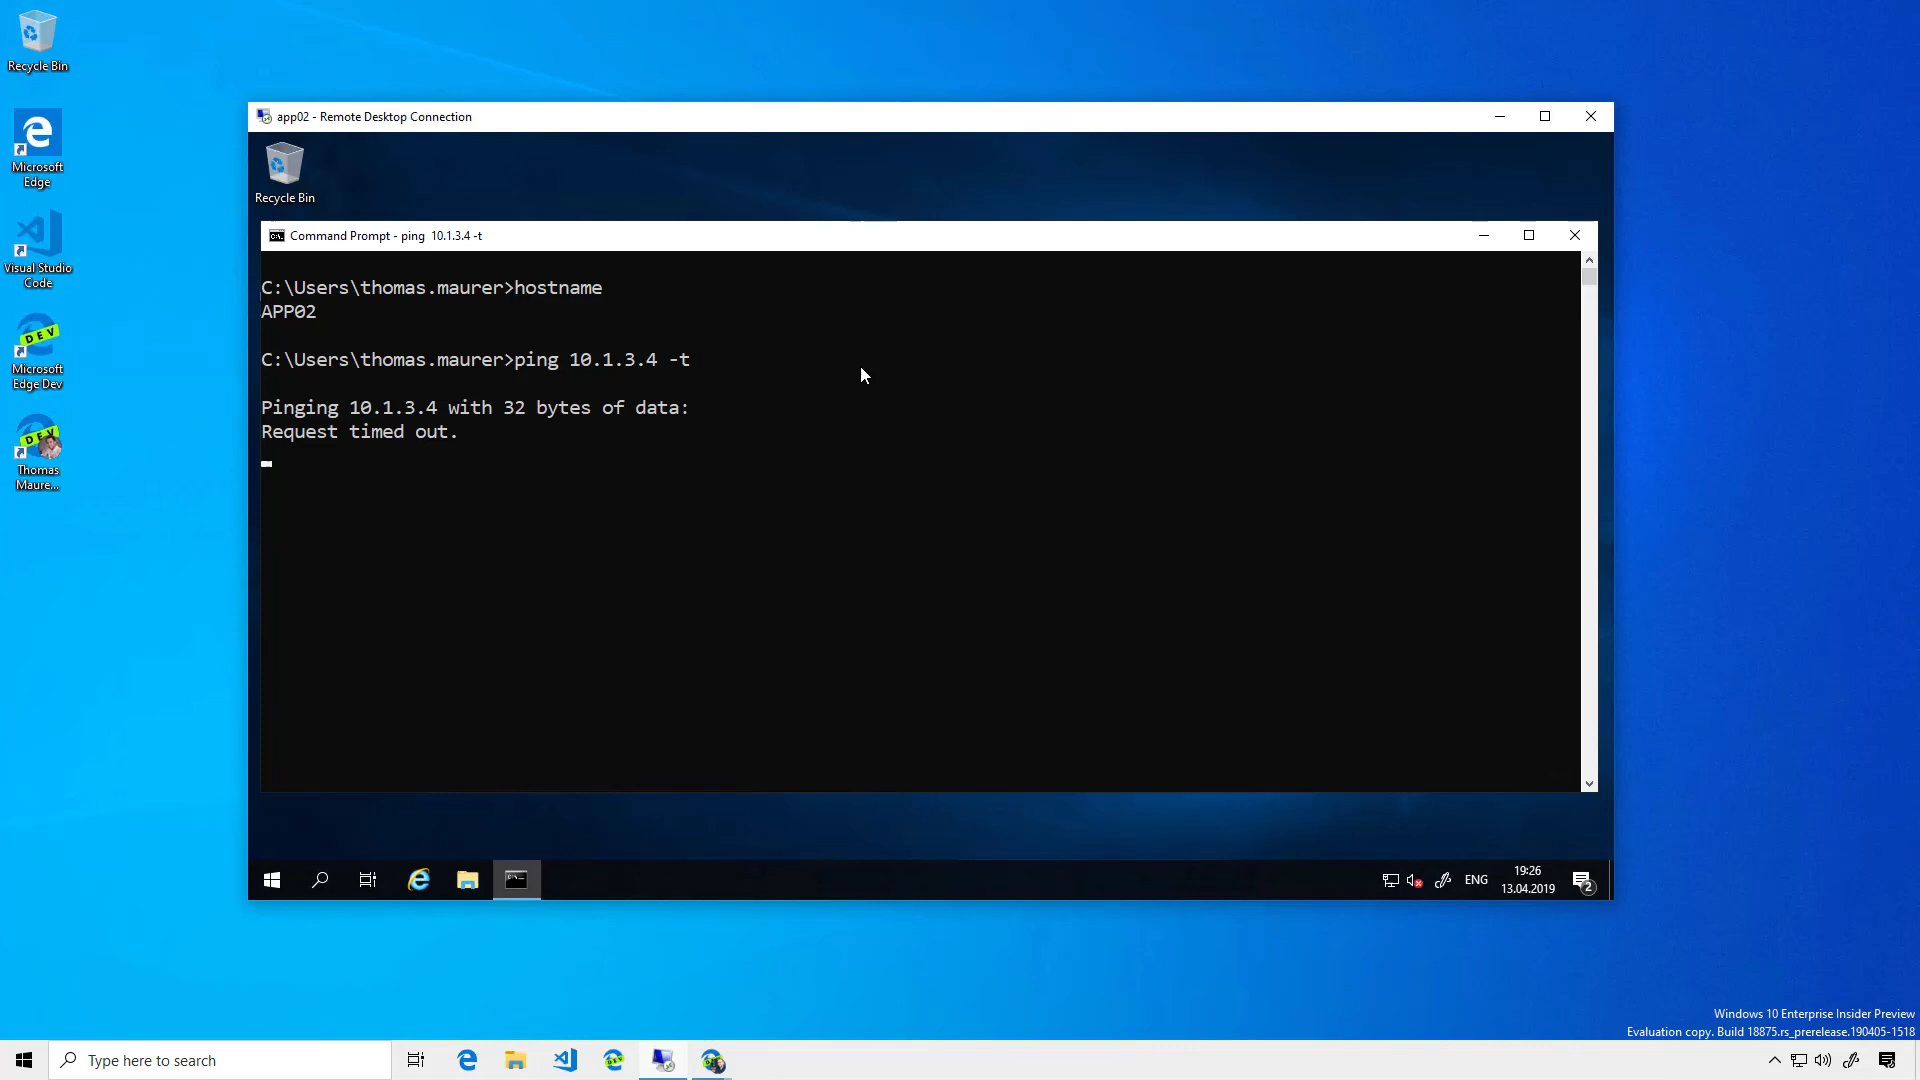 Recycle Bin
Microsoft
Edge
Visual Studio
Code
DEV
Microsoft
Edge Dev
DEV
Thomas
Maure...
app02 - Remote Desktop Connection
Recycle Bin
Command Prompt - ping  10.1.3.4 -t
C:\Users\thomas.maurer>hostname
APP02
C:\Users\thomas.maurer>ping 10.1.3.4 -t
Pinging 10.1.3.4 with 32 bytes of data:
Request timed out.
ENG
19:26
13.04.2019
2
Windows 10 Enterprise Insider Preview
Evaluation copy. Build 18875.rs_prerelease.190405-1518
Type here to search